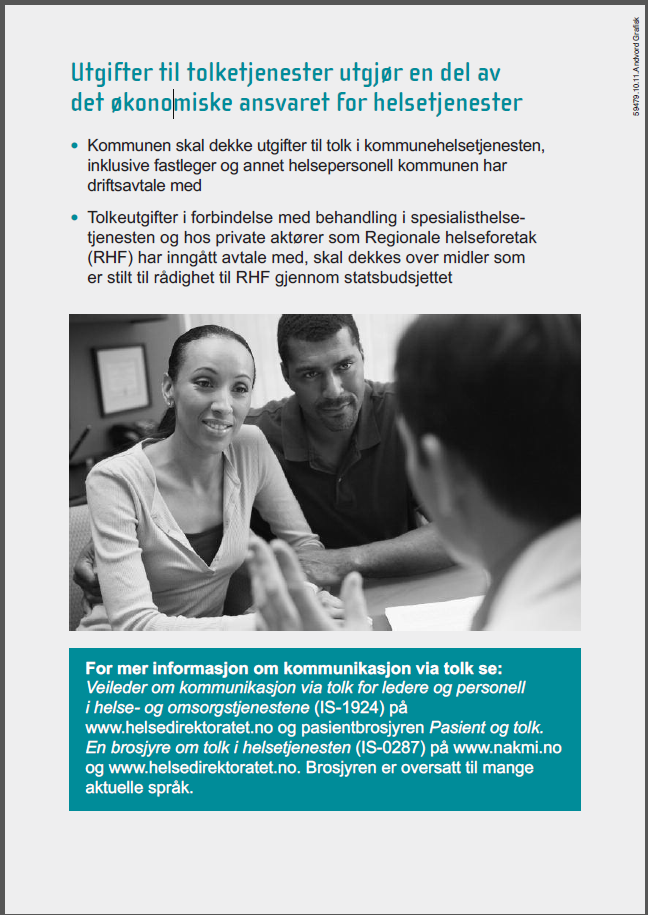 Utgifter til tolketjenester utgjør en del av
det økonomiske ansvaret for helsetjenester
• Kommunen skal dekke utgifter til tolk i kommunehelsetjenesten,
inklusive fastleger og annet helsepersonell kommunen har
driftsavtale med
• Tolkeutgifter i forbindelse med behandling i spesialisthelse-
tjenesten og hos private aktører som Regionale helseforetak
(RHF) har inngått avtale med, skal dekkes over midler som
er stilt til rådighet til RHF gjennom statsbudsjettet
For mer informasjon om kommunikasjon via tolk se:
Veileder om kommunikasjon via tolk for ledere og personell
i helse- og omsorgstjenestene (IS-1924) på
www.helsedirektoratet.no og pasientbrosjyren Pasient og tolk.
En brosjyre om tolk i helsetjenesten (IS-0287) på www.nakmi.no
og www.helsedirektoratet.no. Brosjyren er oversatt til mange
aktuelle språk.
59479.10.11.Andvord Grafisk